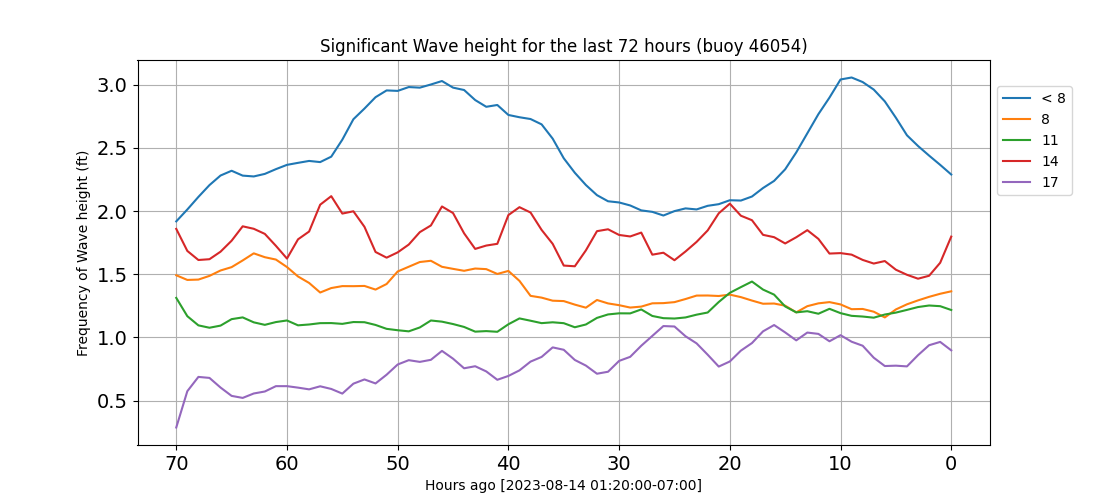 Significant Wave height for the last 72 hours (buoy 46054)
Frequency of Wave height (ft)
3.0
2.5
2.0
1.5
1.0
0.5
70 60 50 40 30 20 10 0
Hours ago [2023-08-14 01:20:00-07:00]
< 8
8
11
14
17